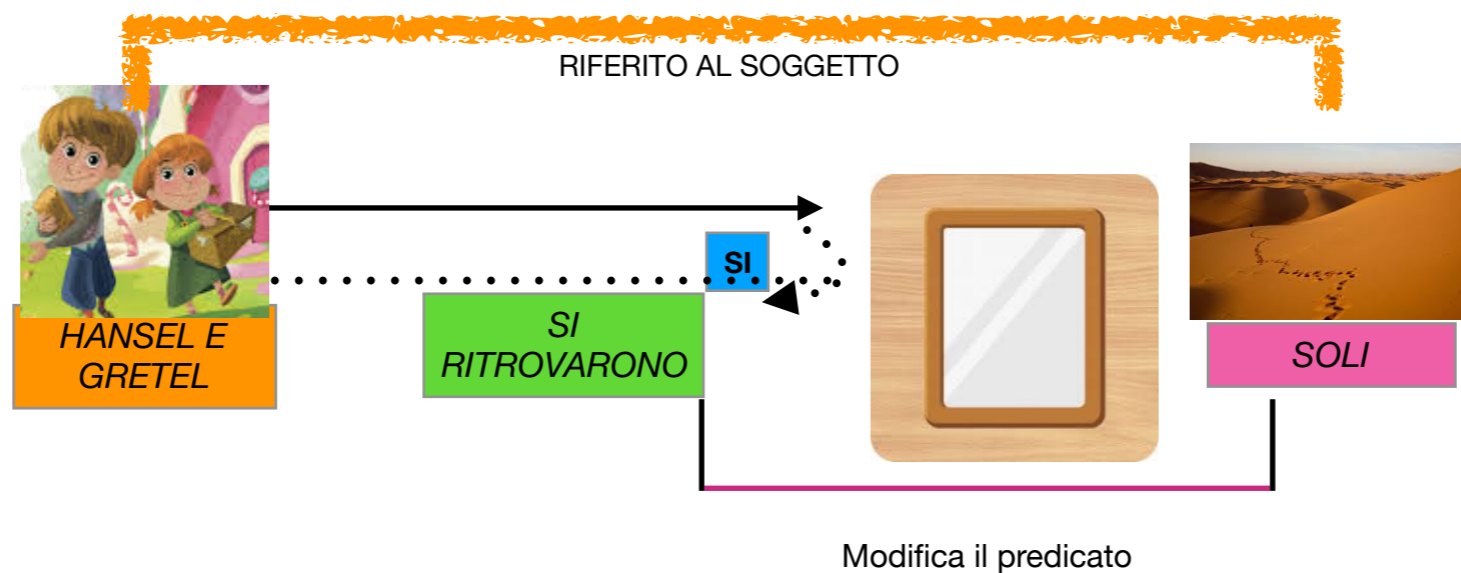 RIFERITO AL SOGGETTO
SI
HANSEL E
GRETEL
SI
RITROVARONO
SOLI
Modifica il predicato